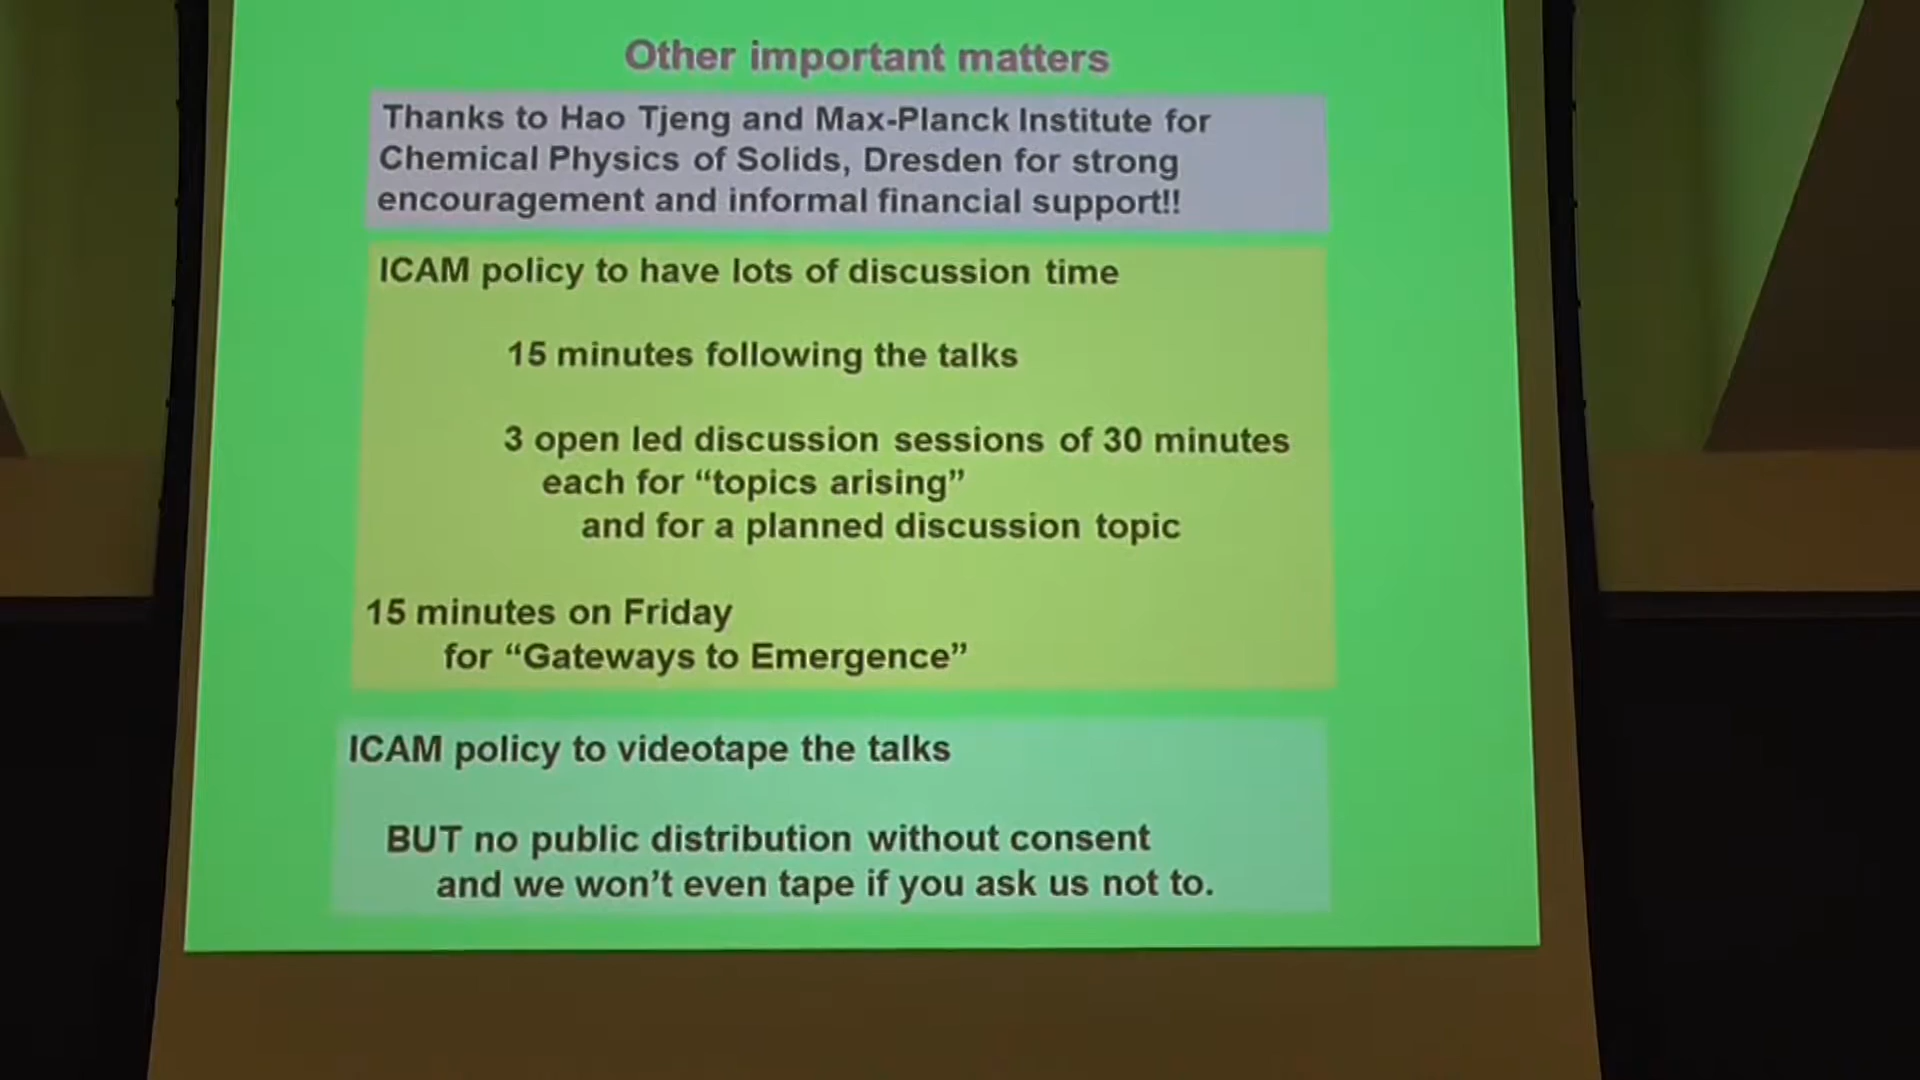 Other important matters
Thanks to Hao Tjeng and Max-Planck Institute for
Chemical Physics of Solids, Dresden for strong
encouragement and informal financial support!!
ICAM policy to have lots of discussion time
15 minutes following the talks
3 open led discussion sessions of 30 minutes
each for “topics arising”
and for a planned discussion topic
15 minutes on Friday
for “Gateways to Emergence”
ICAM policy to videotape the talks
BUT no public distribution without consent
and we won’t even tape if you ask us not to.